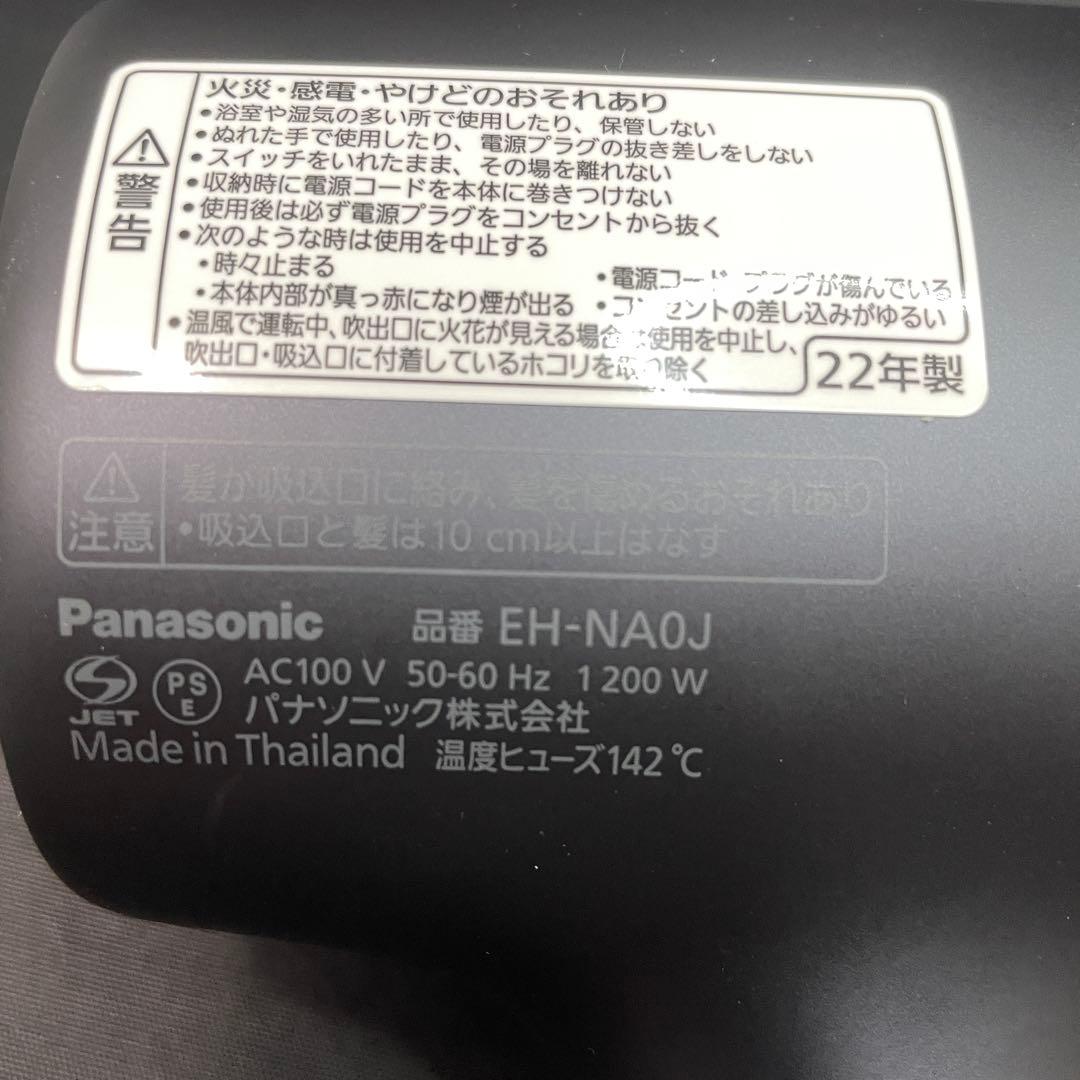 警告
火災・感電・やけどのおそれあり
・浴室や湿気の多い所で使用したり、保管しない
・ぬれた手で使用したり、電源プラグの抜き差しをしない
・スイッチをいれたまま、その場を離れない
・収納時に電源コードを本体に巻きつけない
・使用後は必ず電源プラグをコンセントから抜く
・次のような時は使用を中止する
・時々止まる
・本体内部が真っ赤になり煙が出る
・電源コード プラグが傷んでいる
・コンセントの差し込みがゆるい
・温風で運転中、吹出口に火花が見える場合は使用を中止し、
吹出口・吸込口に付着しているホコリを取り除く
22年製
注意
髪が吸込口に絡み、髪を傷めるおそれあり
・吸込口と髪は10 cm以上はなす
Panasonic 品番 EH-NA0J
JET PSE AC100 V 50-60 Hz 1 200 W
パナソニック株式会社
Made in Thailand 温度ヒューズ142 ℃